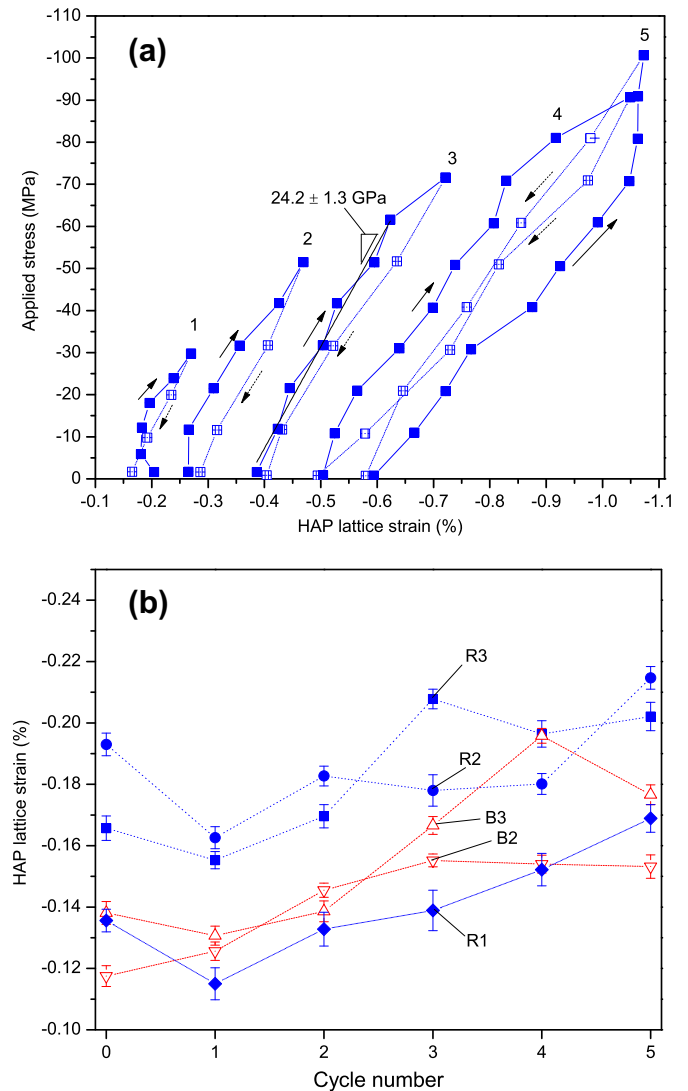 (a)
5
4
3
24.2 ± 1.3 GPa
2
1
-110
-100
-90
-80
-70
-60
-50
-40
-30
-20
-10
0
Applied stress (MPa)
-0.1 -0.2 -0.3 -0.4 -0.5 -0.6 -0.7 -0.8 -0.9 -1.0 -1.1
HAP lattice strain (%)
(b)
-0.24
-0.22
-0.20
-0.18
-0.16
-0.14
-0.12
-0.10
HAP lattice strain (%)
R3
R2
B3
B2
R1
0 1 2 3 4 5
Cycle number